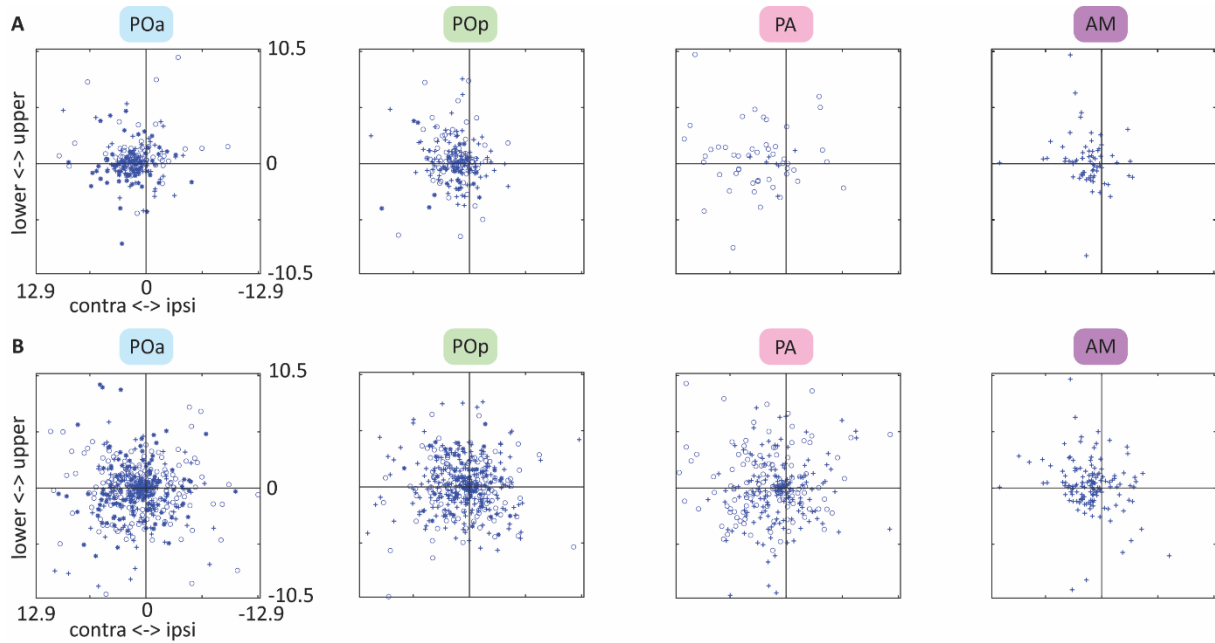 A POa POp PA AM
10.5
lower <-> upper
0
-10.5
12.9 0 -12.9
contra <-> ipsi
B POa POp PA AM
10.5
lower <-> upper
0
-10.5
12.9 0 -12.9
contra <-> ipsi